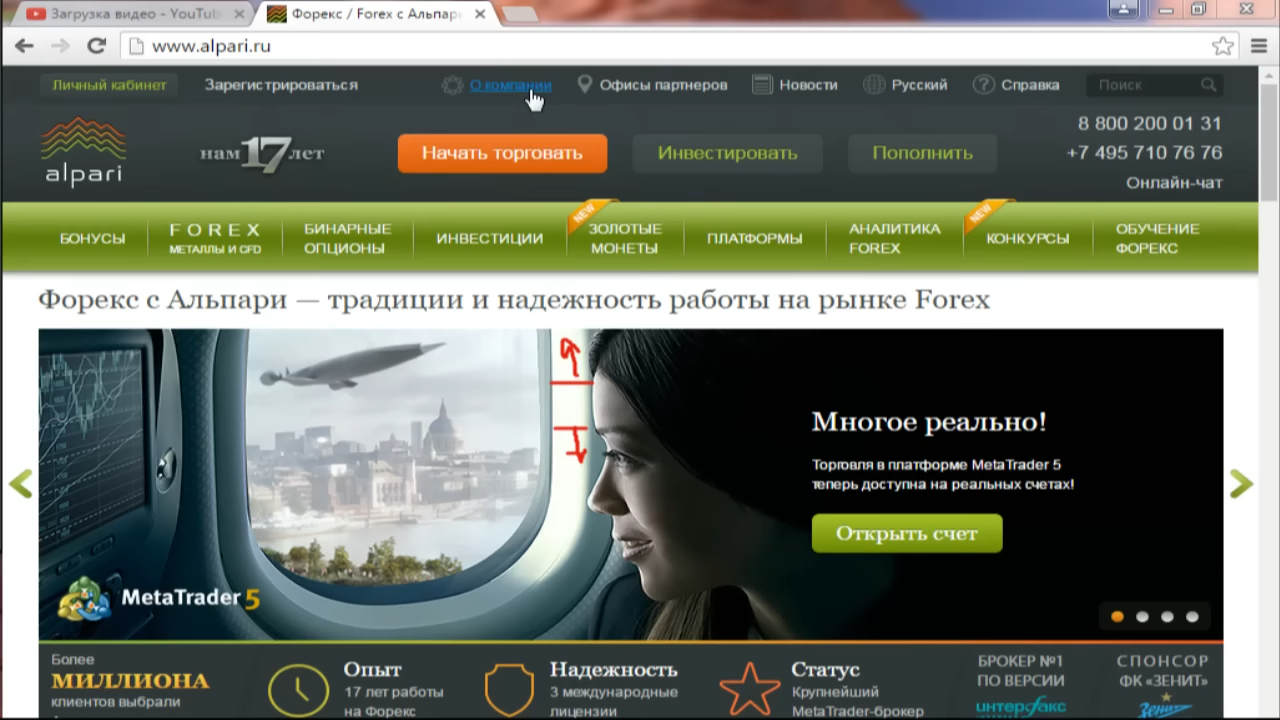 Загрузка видео - YouTub
Форекс / Forex с Альпар
www.alpari.ru
Личный кабинет
Зарегистрироваться
О компании
Офисы партнеров
Новости
Русский
Справка
Поиск
alpari
нам 17 лет
Начать торговать
Инвестировать
Пополнить
8 800 200 01 31
+7 495 710 76 76
Онлайн-чат
БОНУСЫ
FOREX
МЕТАЛЛЫ И CFD
БИНАРНЫЕ
ОПЦИОНЫ
ИНВЕСТИЦИИ
NEW
ЗОЛОТЫЕ
МОНЕТЫ
ПЛАТФОРМЫ
АНАЛИТИКА
FOREX
NEW
КОНКУРСЫ
ОБУЧЕНИЕ
ФОРЕКС
Форекс с Альпари — традиции и надежность работы на рынке Forex
Многое реально!
Торговля в платформе MetaTrader 5
теперь доступна на реальных счетах!
Открыть счет
MetaTrader 5
Более
МИЛЛИОНА
клиентов выбрали
Опыт
17 лет работы
на Форекс
Надежность
3 международные
лицензии
Статус
Крупнейший
MetaTrader-брокер
БРОКЕР №1
ПО ВЕРСИИ
интерфакс
СПОНСОР
ФК «ЗЕНИТ»
Зенит